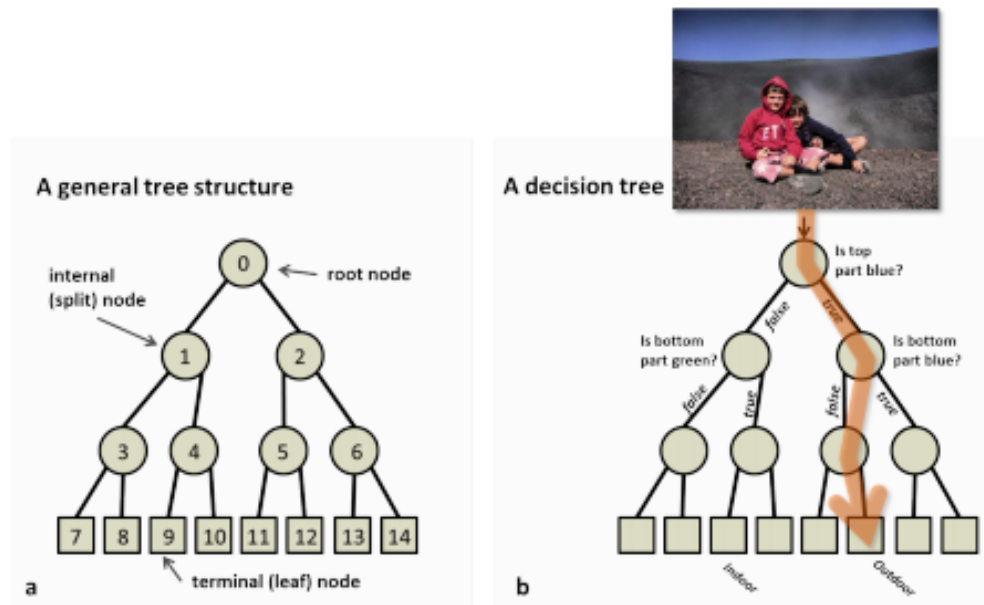 A general tree structure
0
root node
internal
(split) node
1
2
3
4
5
6
7
8
9
10
11
12
13
14
terminal (leaf) node
a
A decision tree
ET
Is top
part blue?
false
true
Is bottom
part green?
Is bottom
part blue?
false
true
false
true
Indoor
Outdoor
b